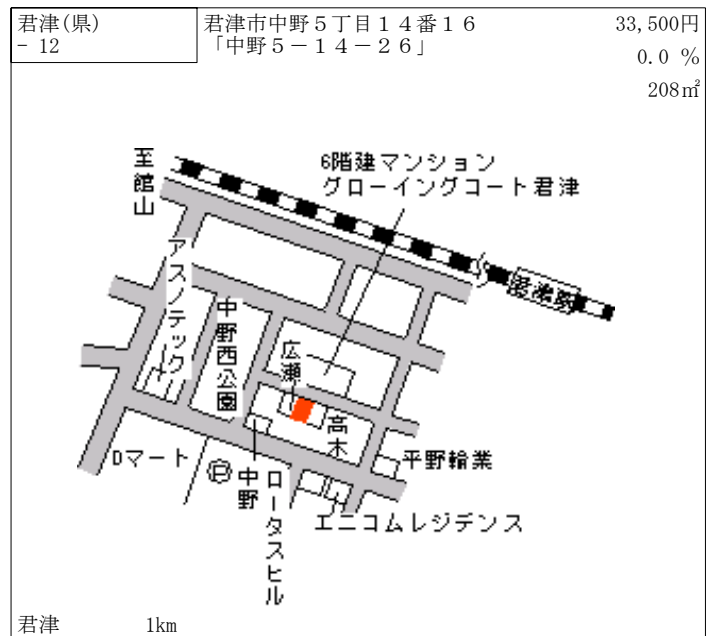 君津(県)
- 12
君津市中野５丁目１４番１６
「中野５－１４－２６」
33,500円
0.0 %
208㎡
至館山
6階建マンション
グローイングコート君津
アスノテック
中野西公園
広瀬
君津駅
高木
Dマート
P
中野
ロータスヒル
平野輪業
エニコムレジデンス
君津 1km